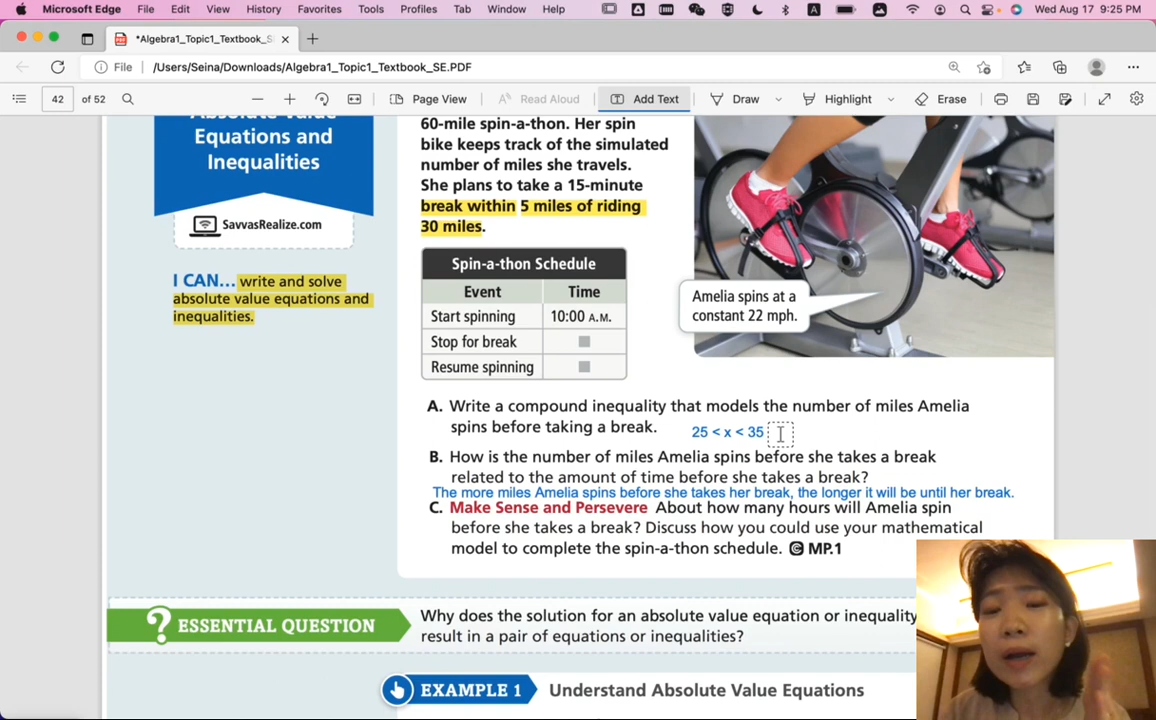 Microsoft Edge File Edit View History Favorites Tools Profiles Tab Window Help Wed Aug 17 9:25 PM
*Algebra1_Topic1_Textbook_S
File /Users/Seina/Downloads/Algebra1_Topic1_Textbook_SE.PDF
42 of 52 Page View Read Aloud Add Text Draw Highlight Erase
Equations and
Inequalities
SavvasRealize.com
I CAN... write and solve
absolute value equations and
inequalities.
60-mile spin-a-thon. Her spin
bike keeps track of the simulated
number of miles she travels.
She plans to take a 15-minute
break within 5 miles of riding
30 miles.
Spin-a-thon Schedule
Event Time
Start spinning 10:00 A.M.
Stop for break
Resume spinning
Amelia spins at a
constant 22 mph.
A. Write a compound inequality that models the number of miles Amelia
spins before taking a break. 25 < x < 35
B. How is the number of miles Amelia spins before she takes a break
related to the amount of time before she takes a break?
The more miles Amelia spins before she takes her break, the longer it will be until her break.
C. Make Sense and Persevere About how many hours will Amelia spin
before she takes a break? Discuss how you could use your mathematical
model to complete the spin-a-thon schedule. MP.1
? ESSENTIAL QUESTION
Why does the solution for an absolute value equation or inequality
result in a pair of equations or inequalities?
EXAMPLE 1 Understand Absolute Value Equations